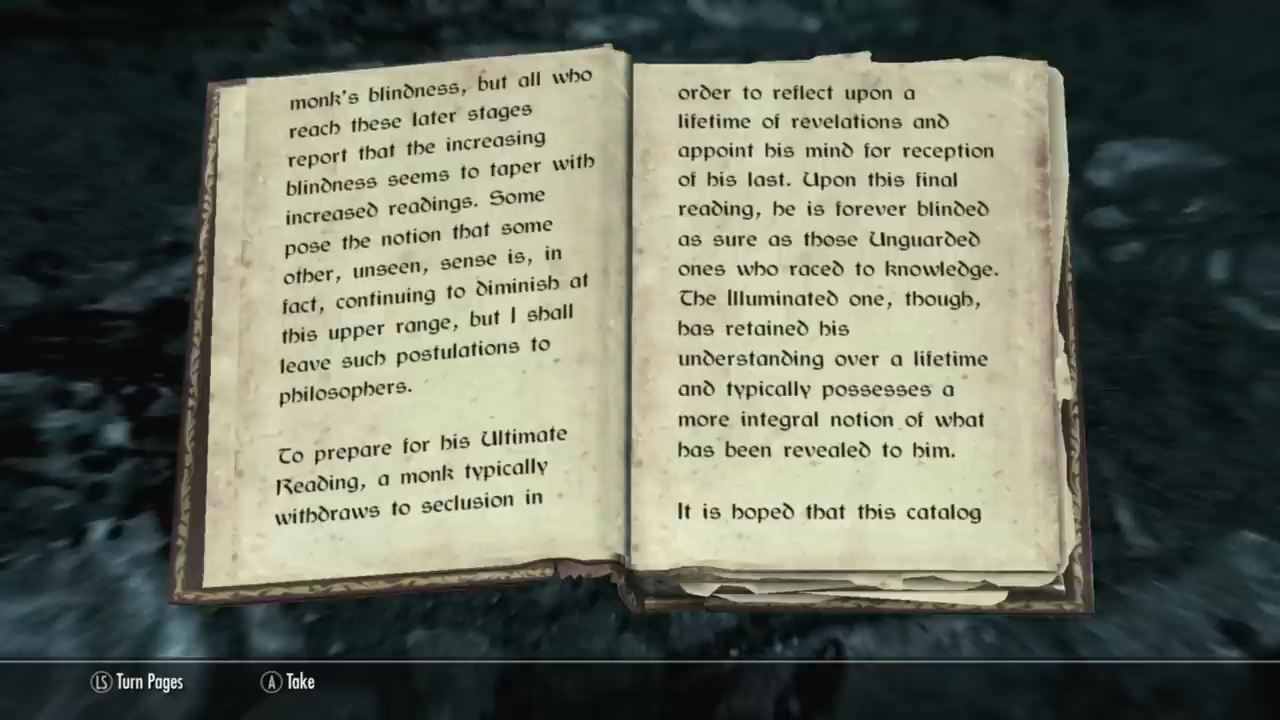 monk's blindness, but all who
reach these later stages
report that the increasing
blindness seems to taper with
increased readings. Some
pose the notion that some
other, unseen, sense is, in
fact, continuing to diminish at
this upper range, but I shall
leave such postulations to
philosophers.
To prepare for his Ultimate
Reading, a monk typically
withdraws to seclusion in
order to reflect upon a
lifetime of revelations and
appoint his mind for reception
of his last. Upon this final
reading, he is forever blinded
as sure as those Unguarded
ones who raced to knowledge.
The Illuminated one, though,
has retained his
understanding over a lifetime
and typically possesses a
more integral notion of what
has been revealed to him.
It is hoped that this catalog
LS Turn Pages
A Take